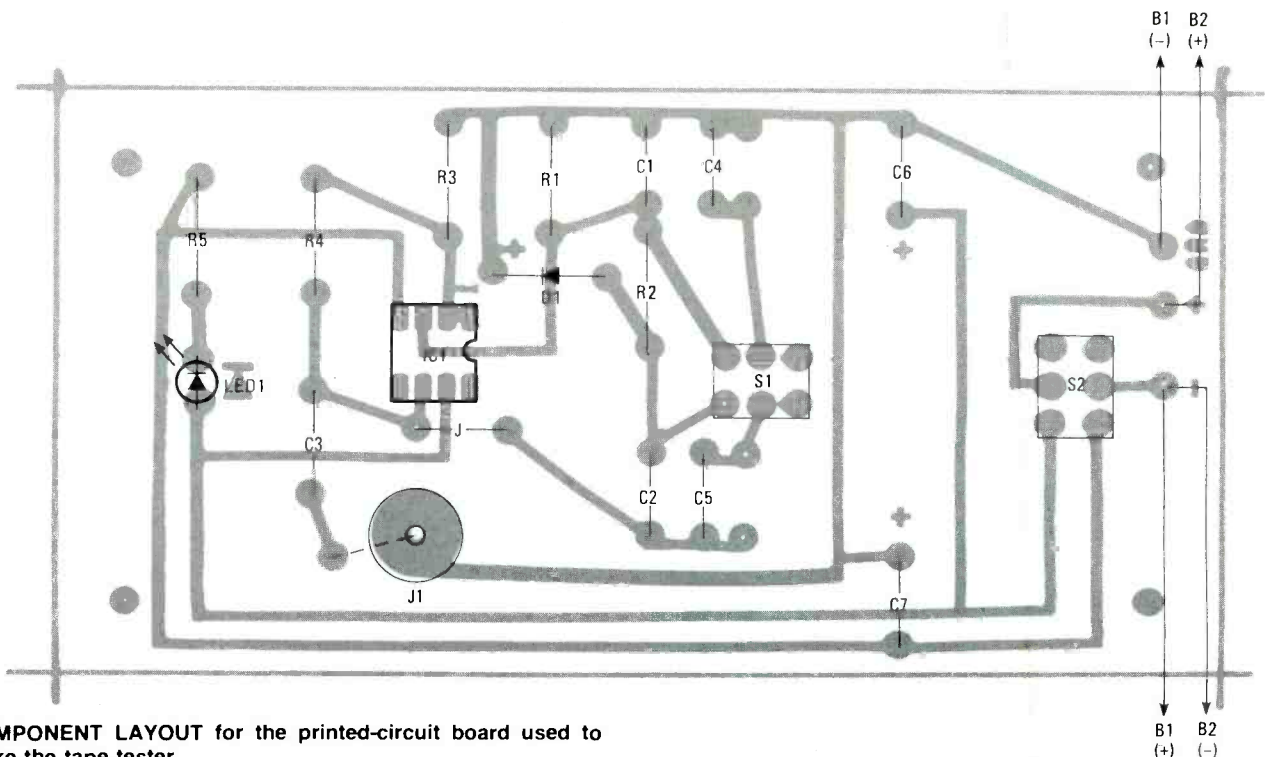 B1 B2
(−) (+)
R3
R1
C1
C4
C6
R5
R4
+
D1
R2
+
IC1
S1
S2
LED1
J
C3
C2
C5
+
J1
C7
B1 B2
(+) (−)
MPONENT LAYOUT for the printed-circuit board used to
the tape tester